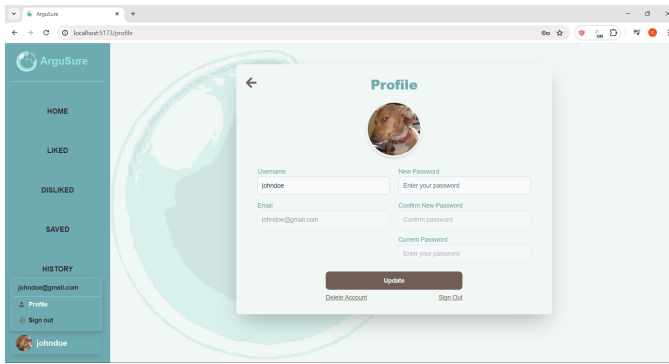 ArguSure
localhost:5173/profile
ArguSure
HOME
LIKED
DISLIKED
SAVED
HISTORY
johndoe@gmail.com
Profile
Sign out
johndoe
Profile
Username
johndoe
New Password
Enter your password
Email
johndoe@gmail.com
Confirm New Password
Confirm password
Current Password
Enter your password
Update
Delete Account
Sign Out